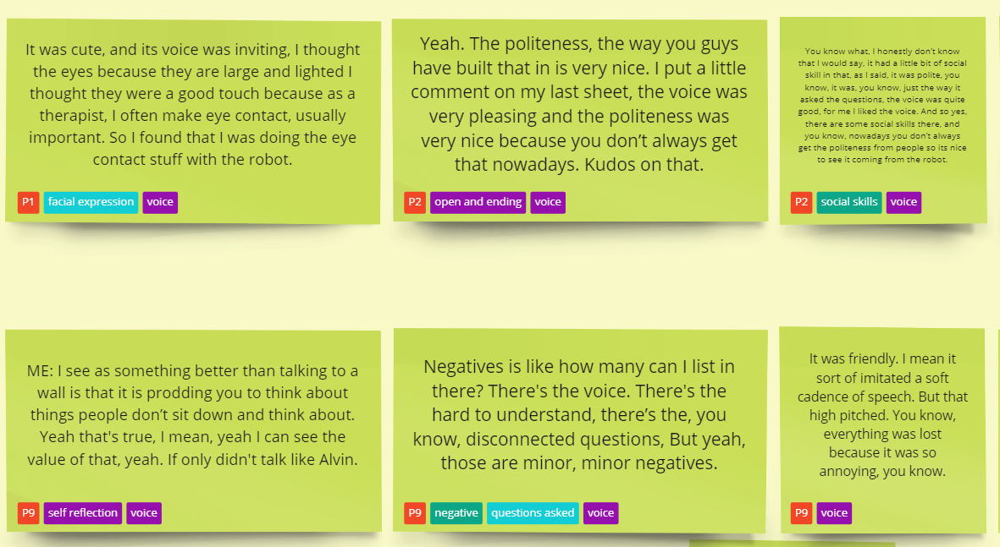 It was cute, and its voice was inviting, I thought
the eyes because they are large and lighted I
thought they were a good touch because as a
therapist, I often make eye contact, usually
important. So I found that I was doing the eye
contact stuff with the robot.
P1 facial expression voice
Yeah. The politeness, the way you guys
have built that in is very nice. I put a little
comment on my last sheet, the voice was
very pleasing and the politeness was
very nice because you don’t always get
that nowadays. Kudos on that.
P2 open and ending voice
You know what, I honestly don’t know
that I would say, it had a little bit of social
skill in that, as I said, it was polite, you
know, it was, you know, just the way it
asked the questions, the voice was quite
good, for me I liked the voice. And so yes,
there are some social skills there, and
you know, nowadays you don’t always
get the politeness from people so its nice
to see it coming from the robot.
P2 social skills voice
ME: I see as something better than talking to a
wall is that it is prodding you to think about
things people don’t sit down and think about.
Yeah that's true, I mean, yeah I can see the
value of that, yeah. If only didn't talk like Alvin.
P9 self reflection voice
Negatives is like how many can I list in
there? There's the voice. There's the
hard to understand, there’s the, you
know, disconnected questions, But yeah,
those are minor, minor negatives.
P9 negative questions asked voice
It was friendly. I mean it
sort of imitated a soft
cadence of speech. But that
high pitched. You know,
everything was lost
because it was so
annoying, you know.
P9 voice